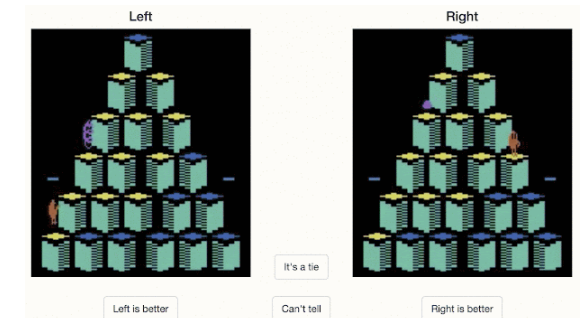 Left
Right
It's a tie
Left is better
Can't tell
Right is better